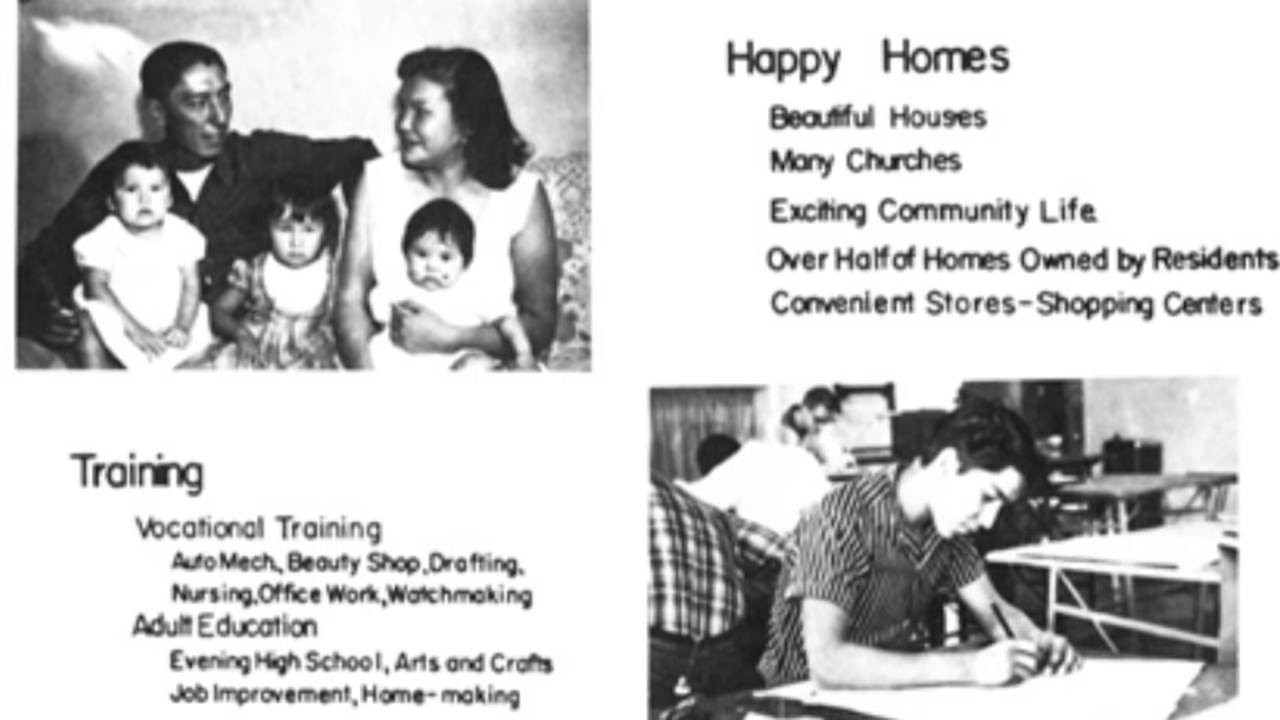 Happy Homes
Beautiful Houses
Many Churches
Exciting Community Life
Over Half of Homes Owned by Residents
Convenient Stores-Shopping Centers
Training
Vocational Training
Auto Mech., Beauty Shop, Drafting,
Nursing, Office Work, Watchmaking
Adult Education
Evening High School, Arts and Crafts
Job Improvement, Home-making